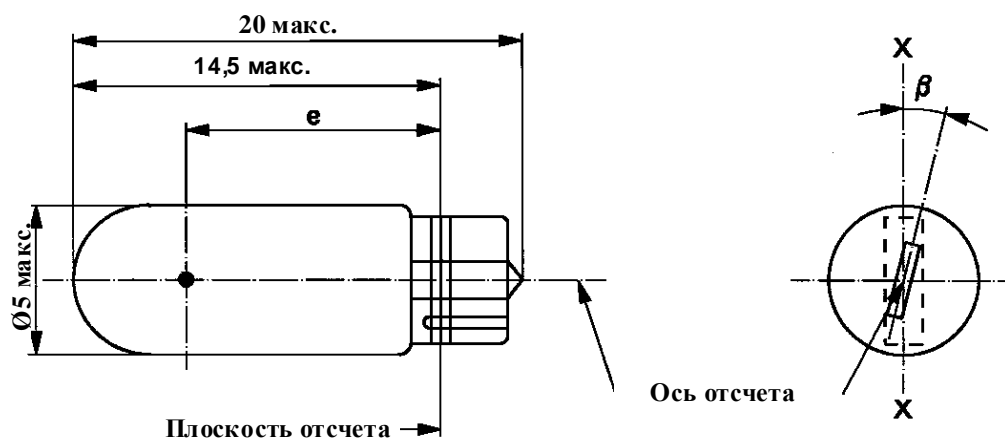 20 макс.
14,5 макс.
e
Ø5 макс.
X
β
Ось отсчета
X
Плоскость отсчета